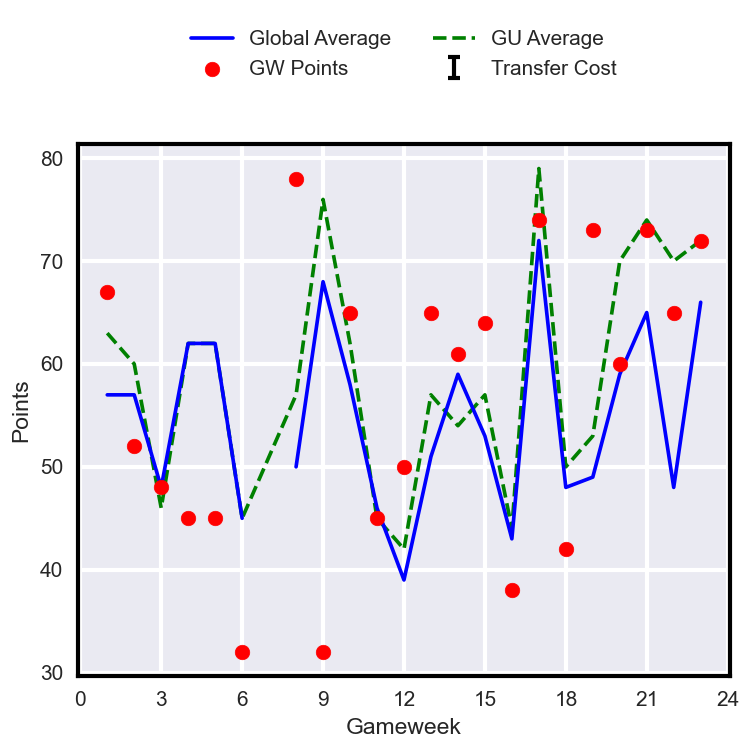 Global Average
GU Average
GW Points
Transfer Cost
80
70
60
50
40
30
Points
0 3 6 9 12 15 18 21 24
Gameweek